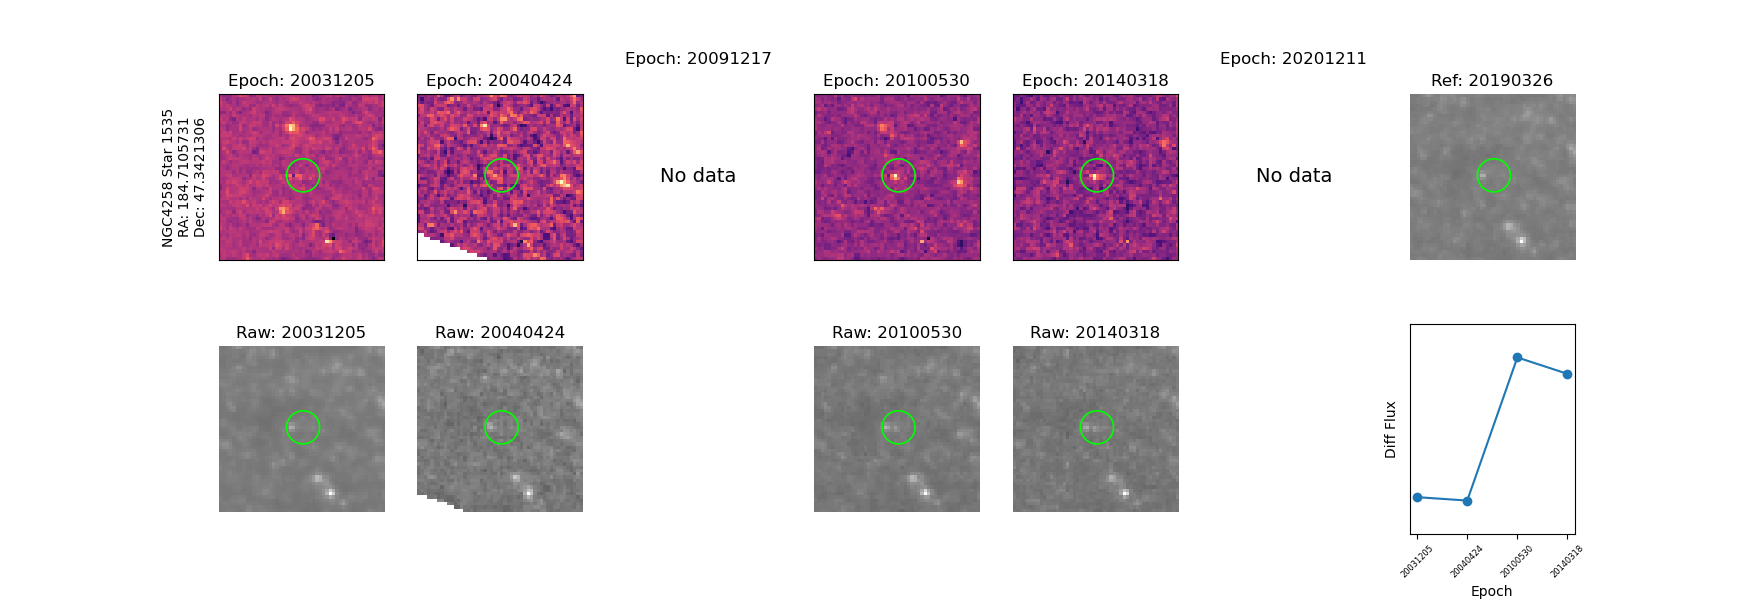 Epoch: 20091217
Epoch: 20201211
Epoch: 20031205
Epoch: 20040424
Epoch: 20100530
Epoch: 20140318
Ref: 20190326
NGC4258 Star 1535
RA: 184.7105731
Dec: 47.3421306
No data
No data
Raw: 20031205
Raw: 20040424
Raw: 20100530
Raw: 20140318
Diff Flux
20031205
20040424
20100530
20140318
Epoch